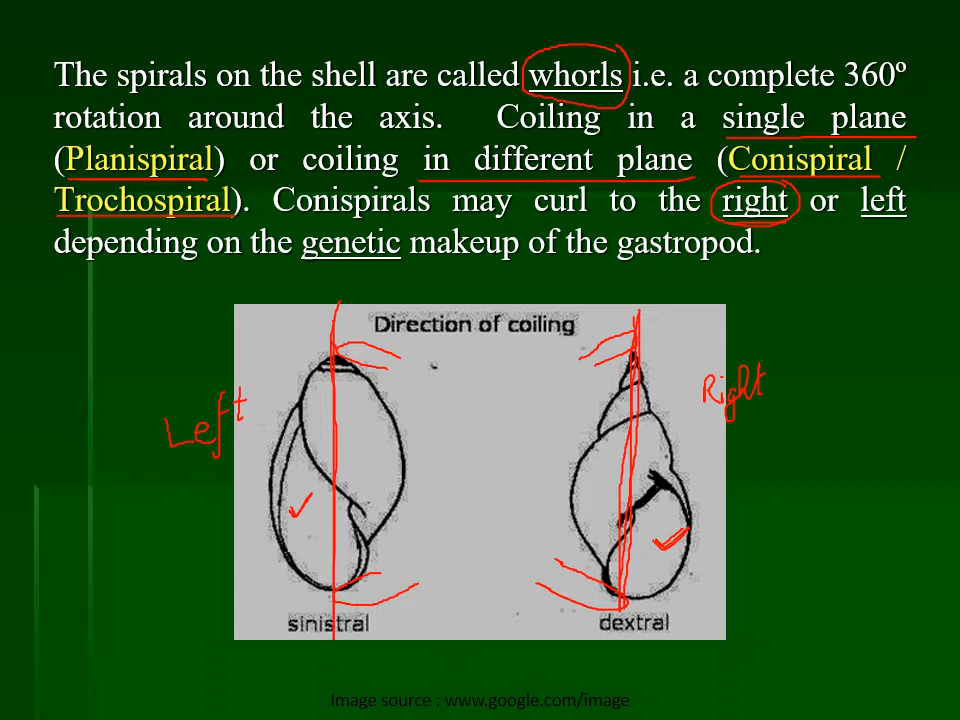 The spirals on the shell are called whorls i.e. a complete 360º
rotation around the axis. Coiling in a single plane
(Planispiral) or coiling in different plane (Conispiral /
Trochospiral). Conispirals may curl to the right or left
depending on the genetic makeup of the gastropod.
Direction of coiling
Left
Right
sinistral
dextral
Image source : www.google.com/image